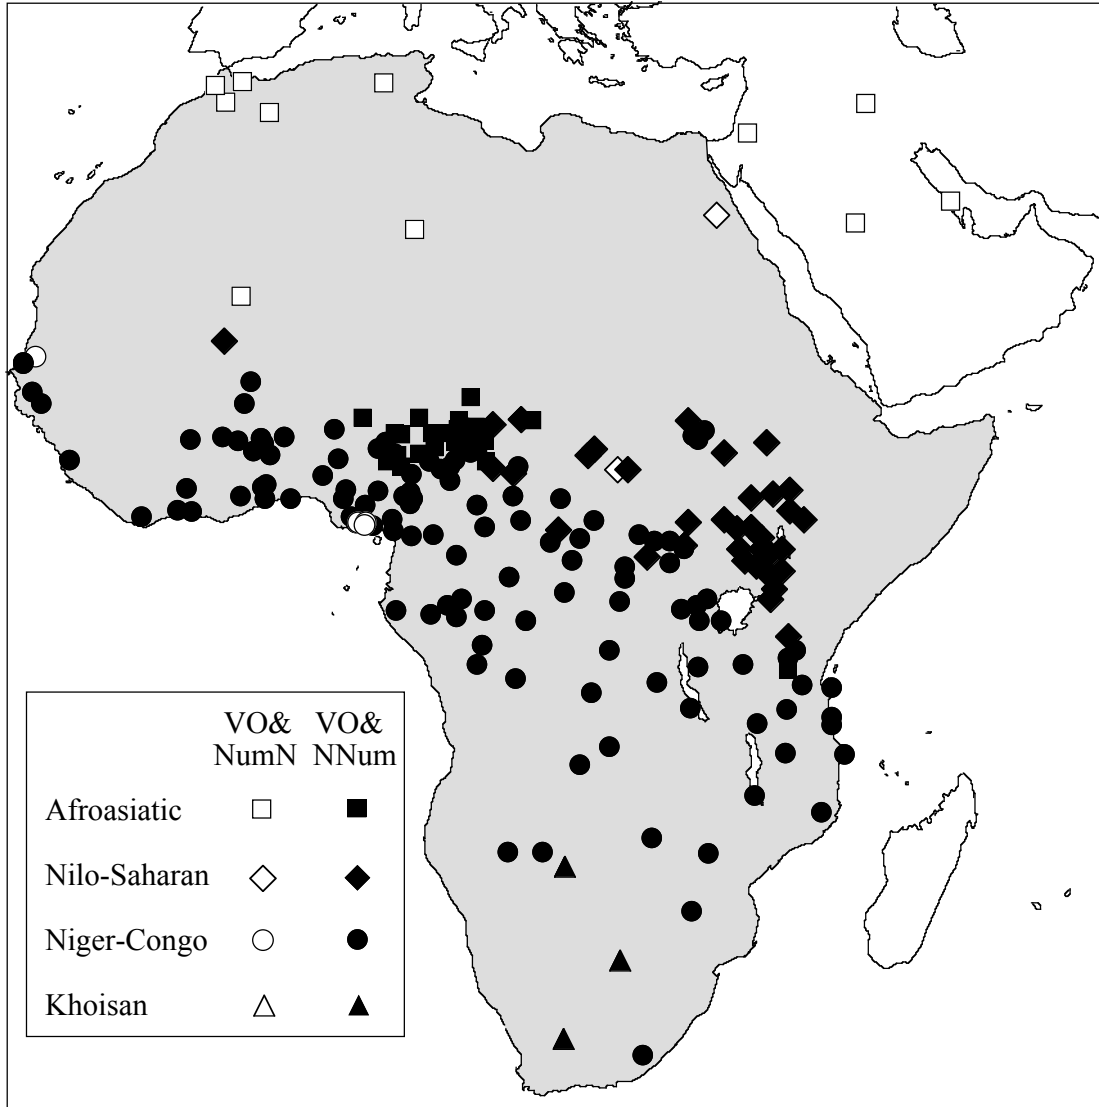 VO& VO&
NumN NNum
Afroasiatic
Nilo-Saharan
Niger-Congo
Khoisan